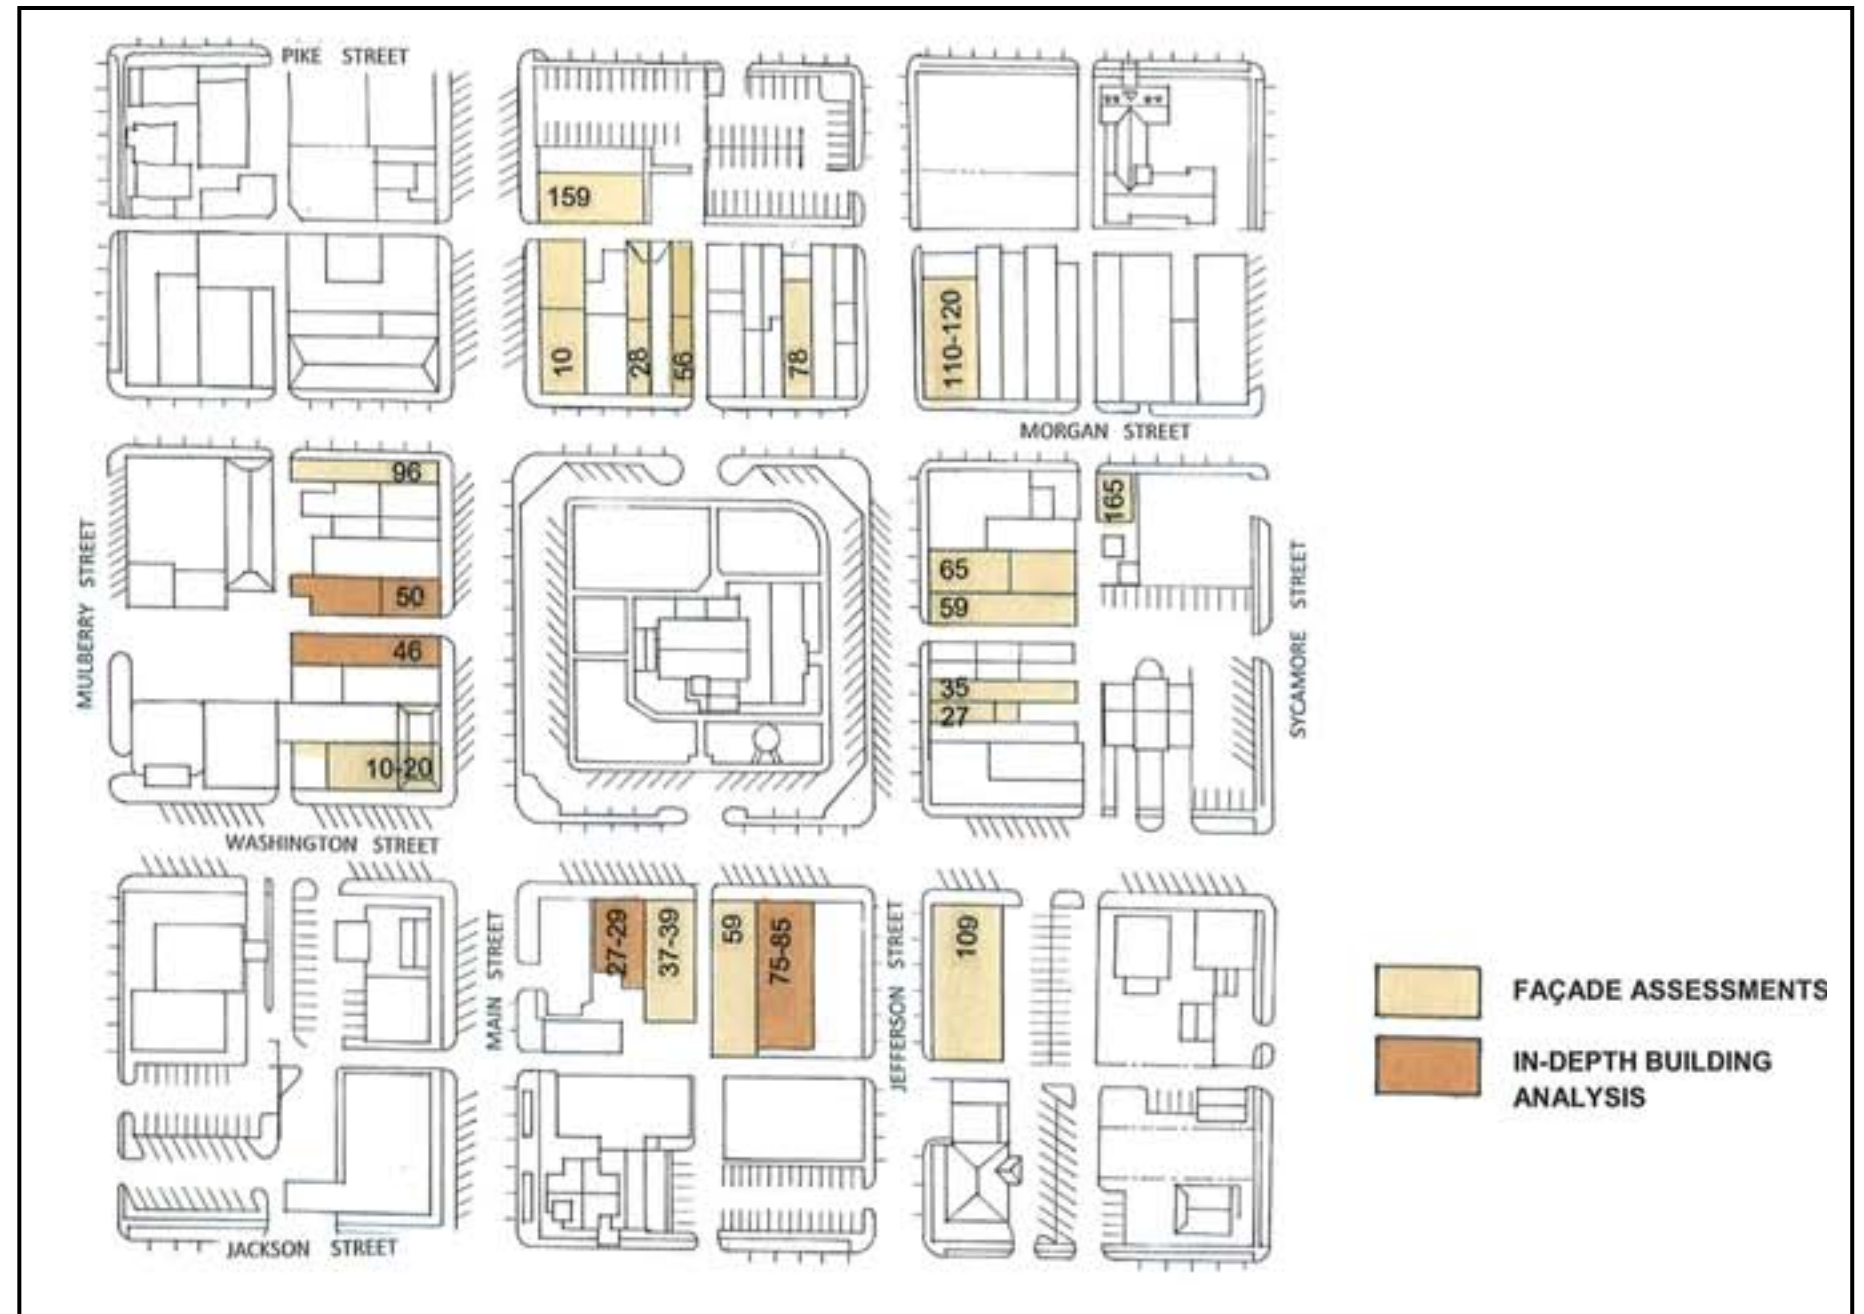 PIKE STREET
159
10
28
56
78
110-120
MORGAN STREET
96
165
MULBERRY STREET
65
50
59
SYCAMORE STREET
46
35
27
10-20
WASHINGTON STREET
MAIN STREET
27-29
37-39
59
75-85
JEFFERSON STREET
109
FAÇADE ASSESSMENTS
IN-DEPTH BUILDING
ANALYSIS
JACKSON STREET